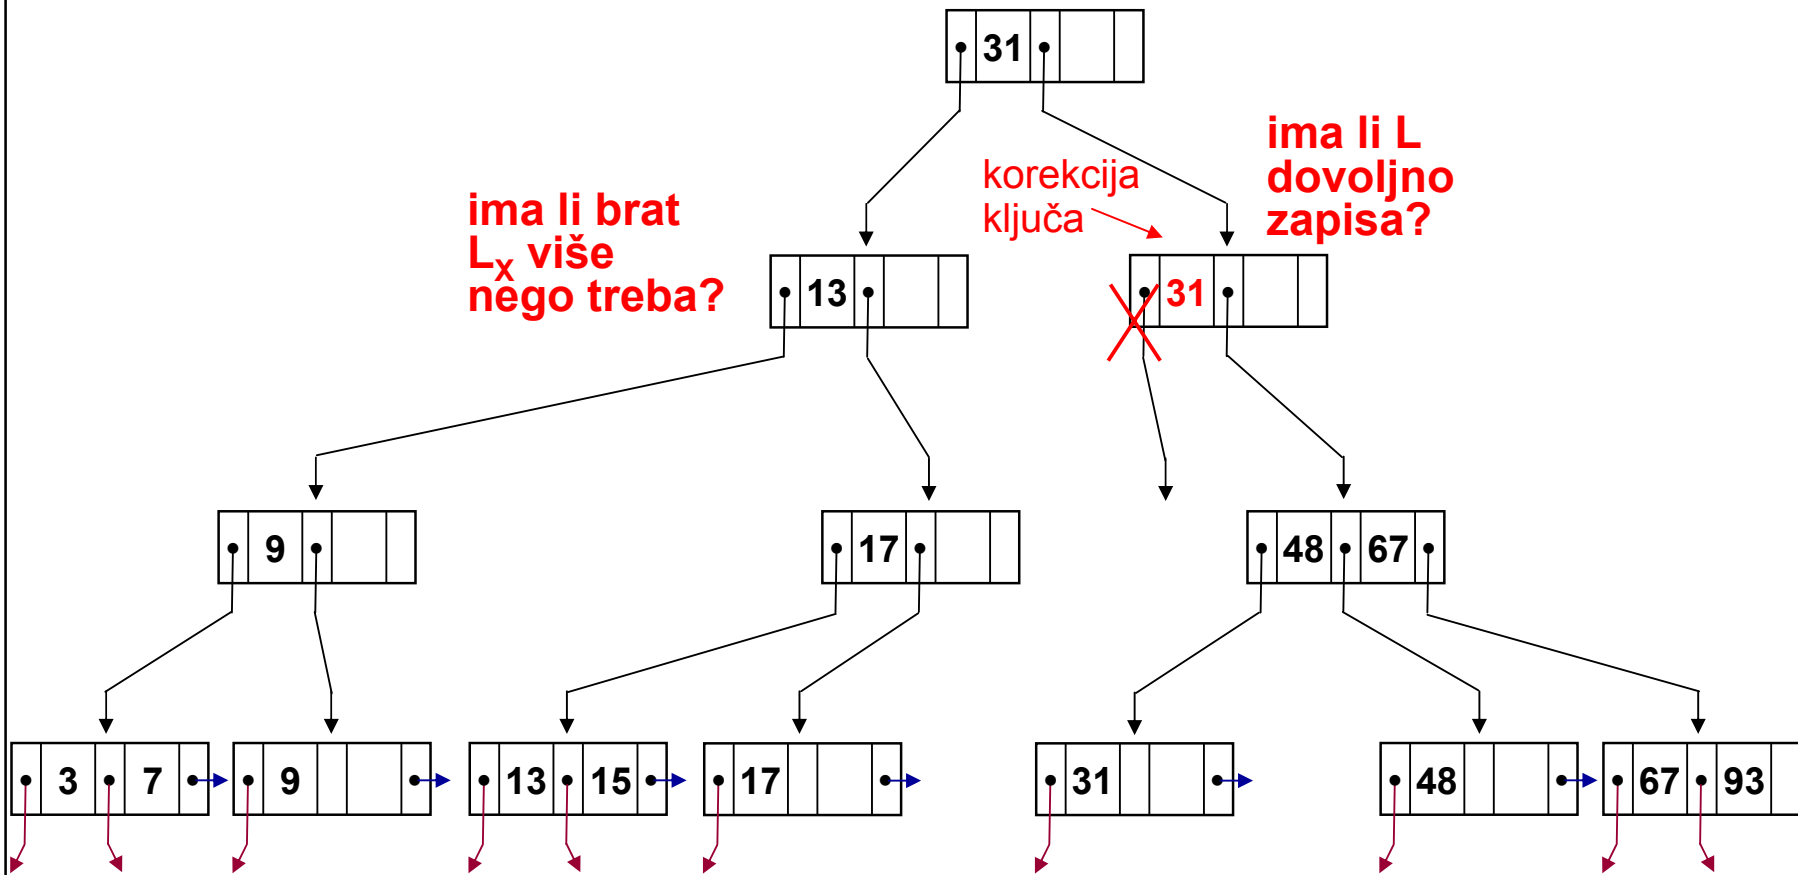 31
ima li L
dovoljno
zapisa?
korekcija
ključa
ima li brat
Lx više
nego treba?
13
31
9
17
48 67
3 7
9
13 15
17
31
48
67 93